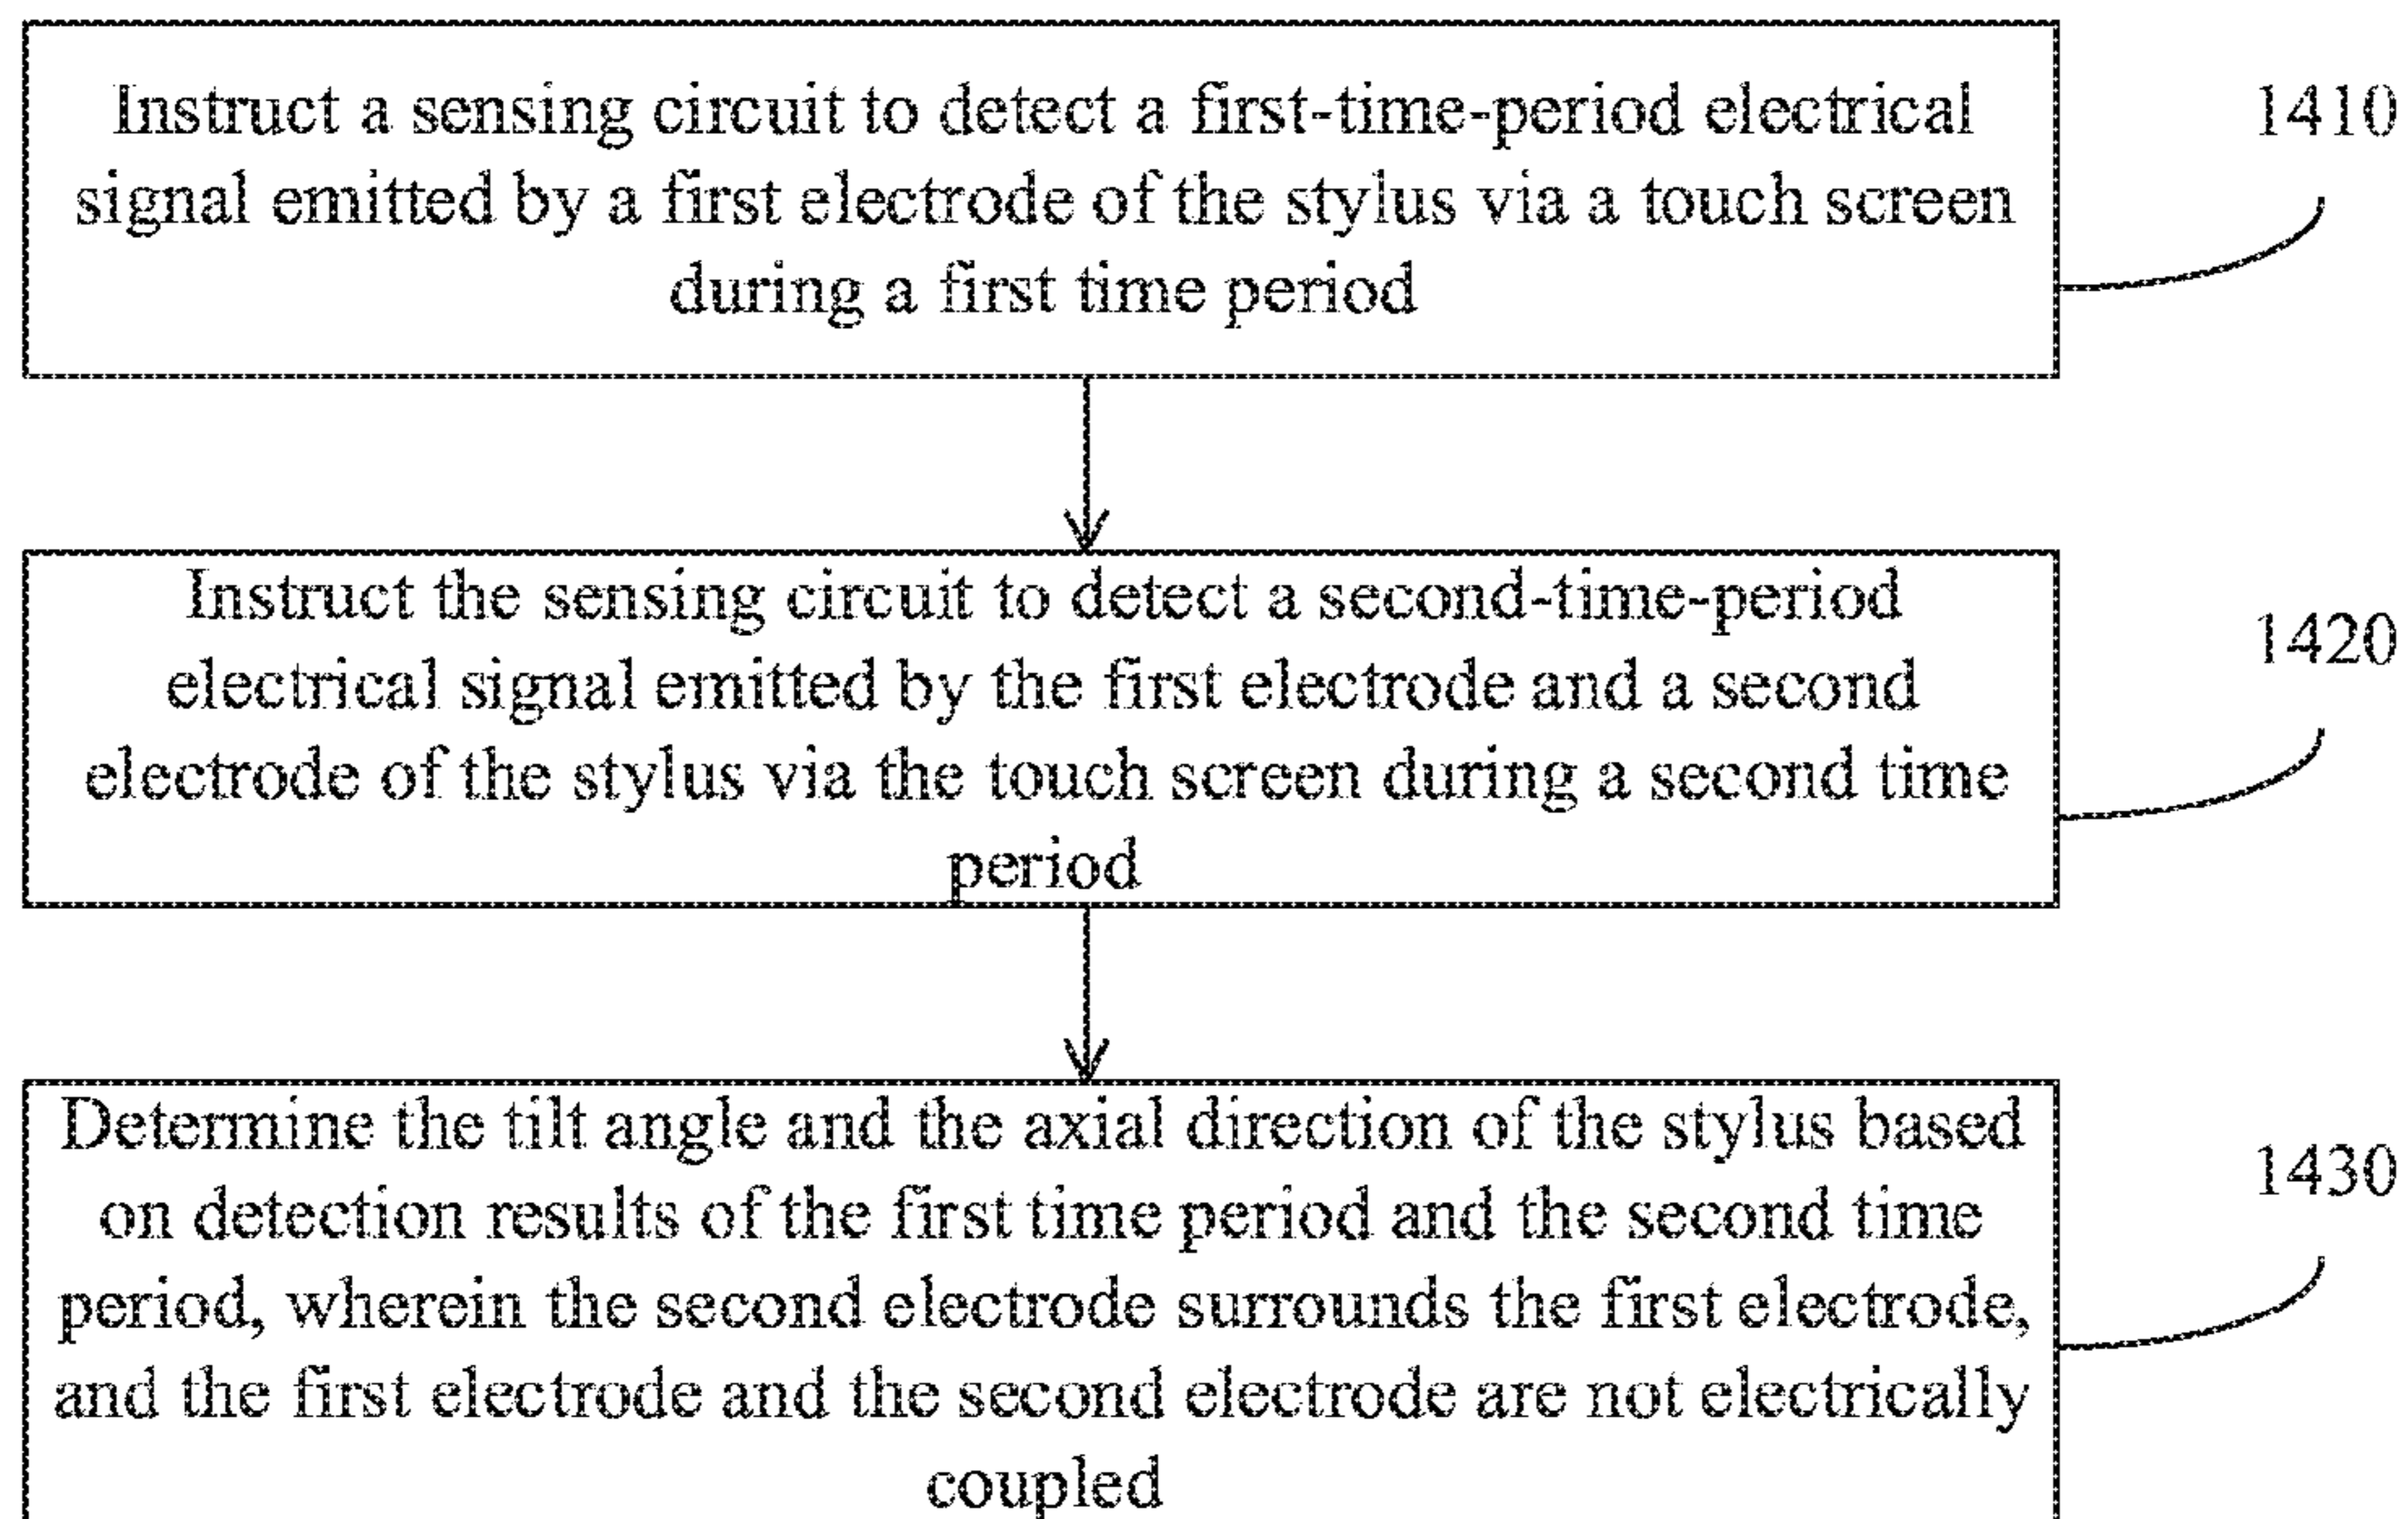 Instruct a sensing circuit to detect a first-time-period electrical
signal emitted by a first electrode of the stylus via a touch screen
during a first time period
1410
Instruct the sensing circuit to detect a second-time-period
electrical signal emitted by the first electrode and a second
electrode of the stylus via the touch screen during a second time
period
1420
Determine the tilt angle and the axial direction of the stylus based
on detection results of the first time period and the second time
period, wherein the second electrode surrounds the first electrode,
and the first electrode and the second electrode are not electrically
coupled
1430